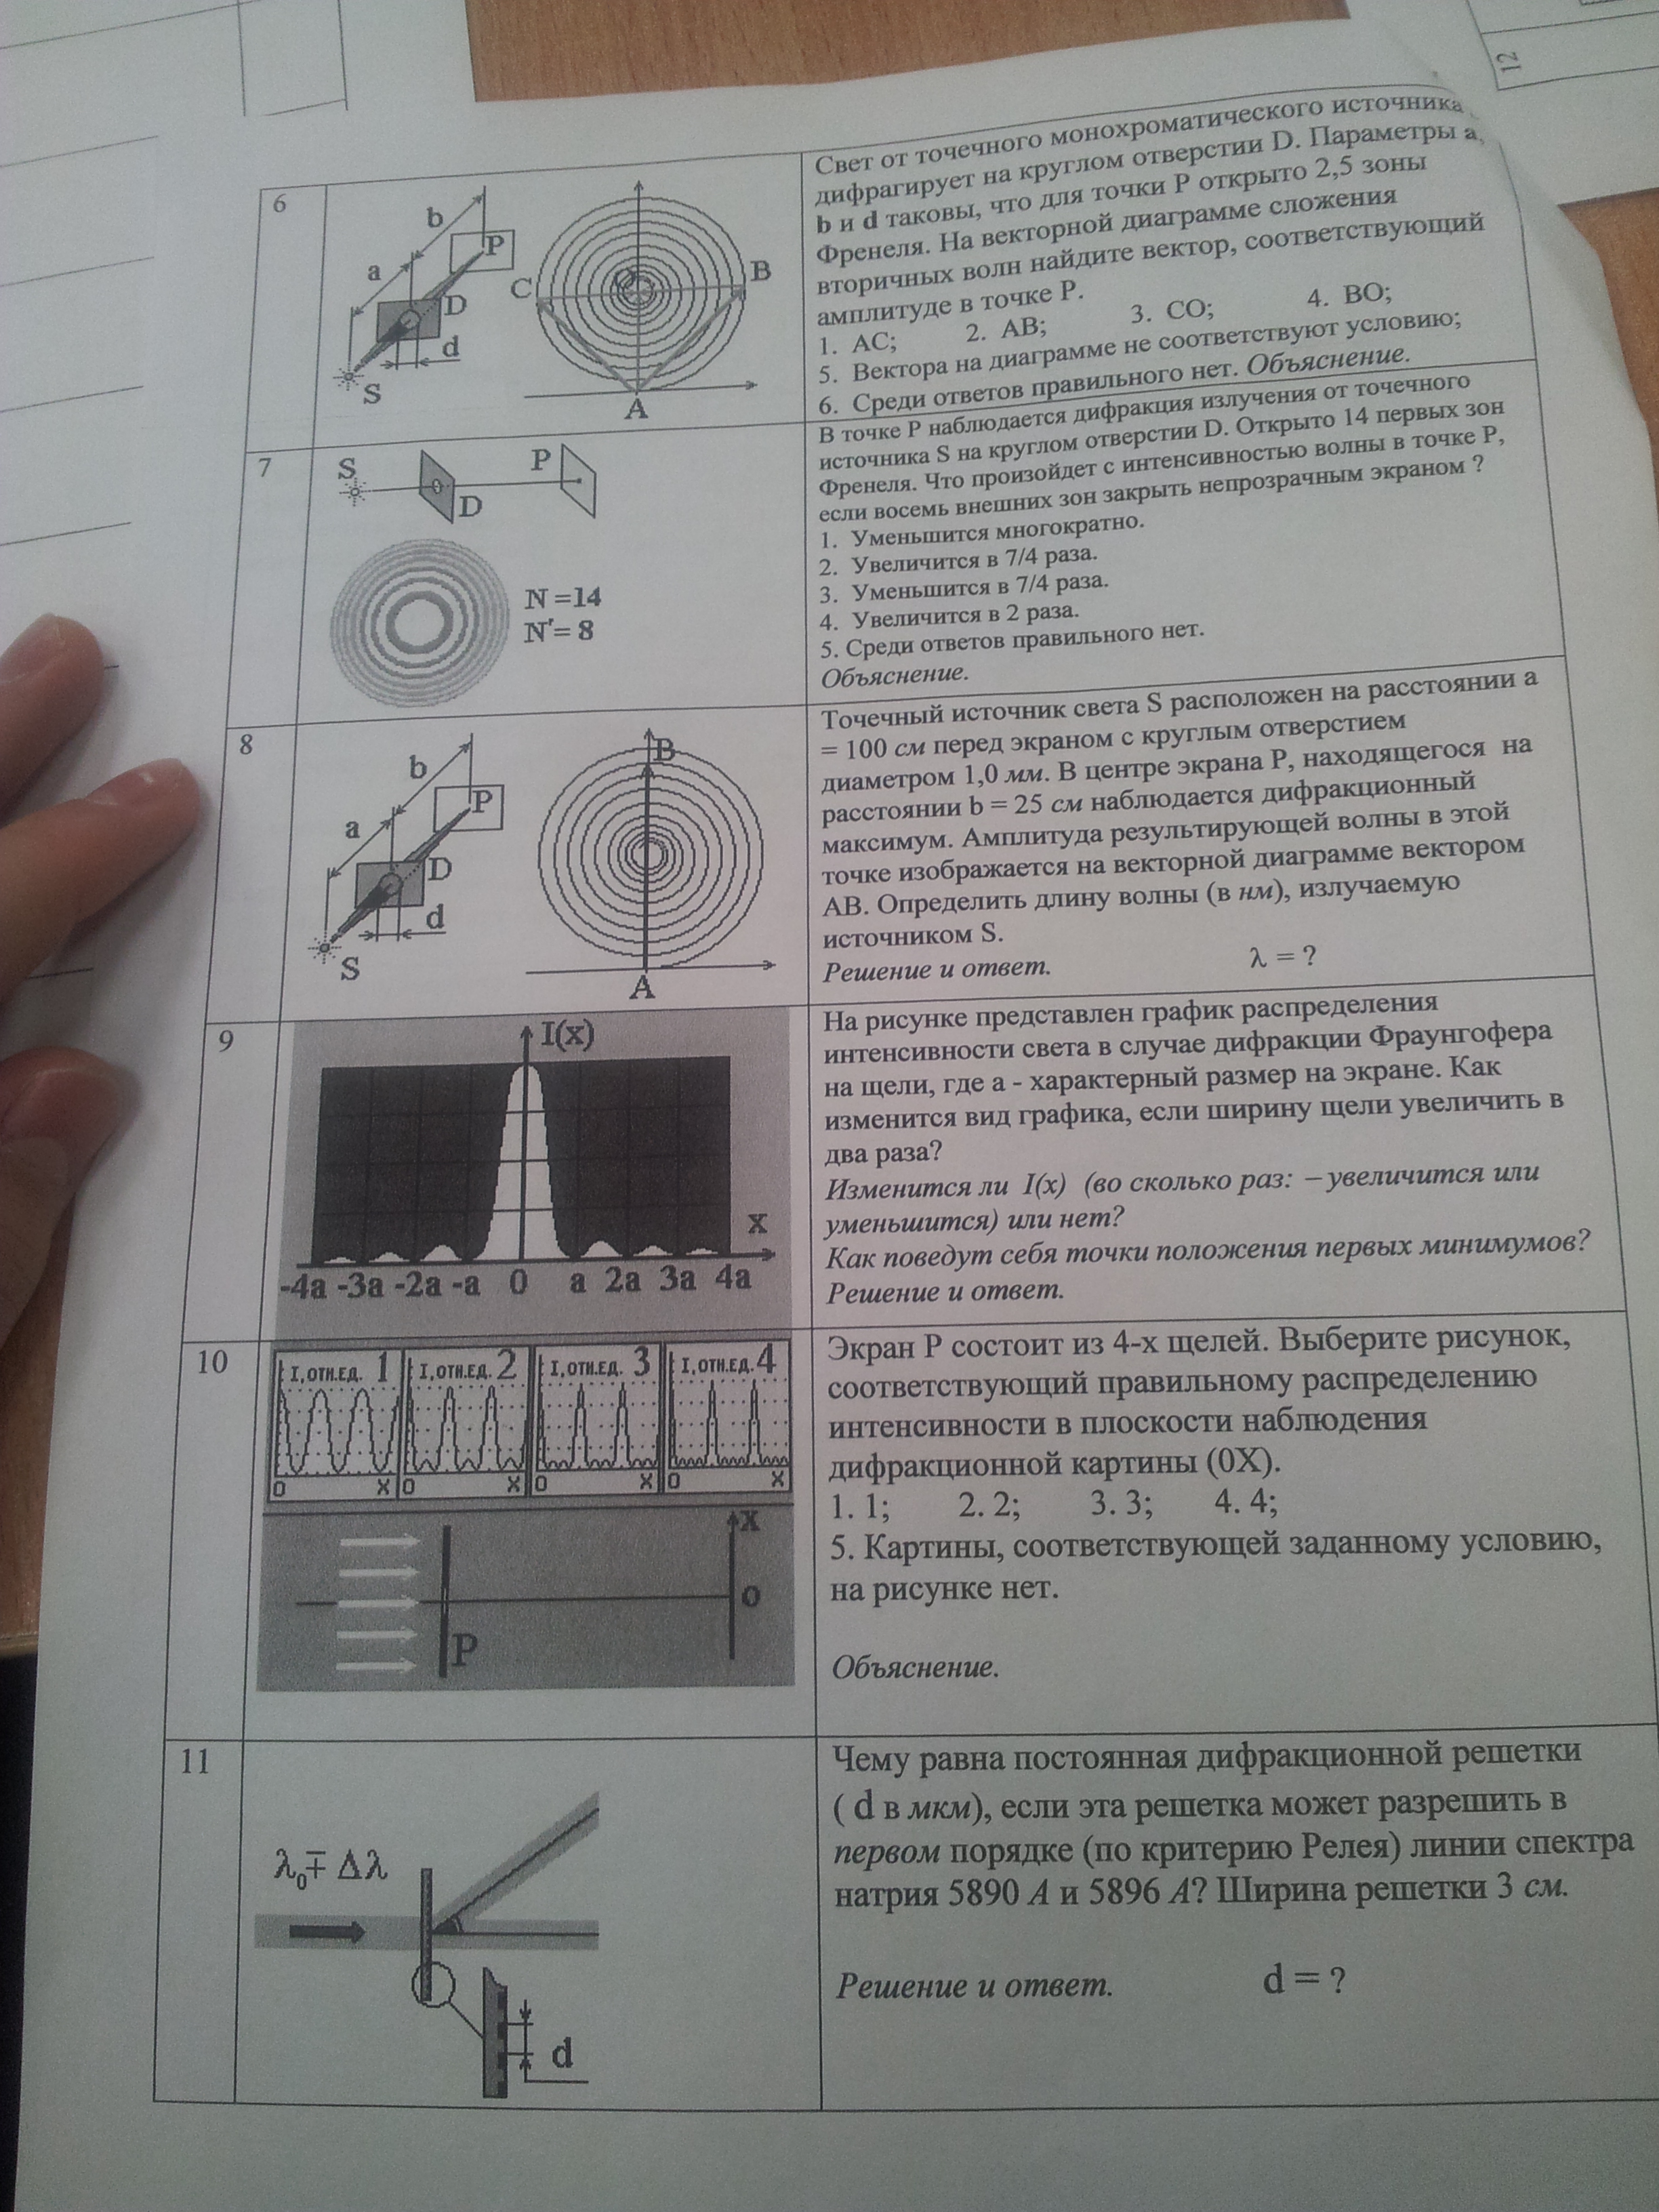 12
6
b
P
a
D
d
S
C
O
B
A
Свет от точечного монохроматического источника
дифрагирует на круглом отверстии D. Параметры a,
b и d таковы, что для точки P открыто 2,5 зоны
Френеля. На векторной диаграмме сложения
вторичных волн найдите вектор, соответствующий
амплитуде в точке P.
1. AC; 2. AB; 3. CO; 4. BO;
5. Вектора на диаграмме не соответствуют условию;
6. Среди ответов правильного нет. Объяснение.
7
S
P
D
N =14
N'= 8
В точке P наблюдается дифракция излучения от точечного
источника S на круглом отверстии D. Открыто 14 первых зон
Френеля. Что произойдет с интенсивностью волны в точке P,
если восемь внешних зон закрыть непрозрачным экраном ?
1. Уменьшится многократно.
2. Увеличится в 7/4 раза.
3. Уменьшится в 7/4 раза.
4. Увеличится в 2 раза.
5. Среди ответов правильного нет.
Объяснение.
8
b
P
a
D
d
S
B
A
Точечный источник света S расположен на расстоянии a
= 100 см перед экраном с круглым отверстием
диаметром 1,0 мм. В центре экрана P, находящегося на
расстоянии b = 25 см наблюдается дифракционный
максимум. Амплитуда результирующей волны в этой
точке изображается на векторной диаграмме вектором
AB. Определить длину волны (в нм), излучаемую
источником S.
Решение и ответ. λ = ?
9
I(x)
x
-4a -3a -2a -a 0 a 2a 3a 4a
На рисунке представлен график распределения
интенсивности света в случае дифракции Фраунгофера
на щели, где a - характерный размер на экране. Как
изменится вид графика, если ширину щели увеличить в
два раза?
Изменится ли I(x) (во сколько раз: – увеличится или
уменьшится) или нет?
Как поведут себя точки положения первых минимумов?
Решение и ответ.
10
I, ОТН.ЕД. 1 I, ОТН.ЕД. 2 I, ОТН.ЕД. 3 I, ОТН.ЕД. 4
0 X 0 X 0 X 0 X
x
0
P
Экран P состоит из 4-х щелей. Выберите рисунок,
соответствующий правильному распределению
интенсивности в плоскости наблюдения
дифракционной картины (0X).
1. 1; 2. 2; 3. 3; 4. 4;
5. Картины, соответствующей заданному условию,
на рисунке нет.
Объяснение.
11
λ₀∓ Δλ
d
Чему равна постоянная дифракционной решетки
( d в мкм), если эта решетка может разрешить в
первом порядке (по критерию Релея) линии спектра
натрия 5890 А и 5896 А? Ширина решетки 3 см.
Решение и ответ. d = ?